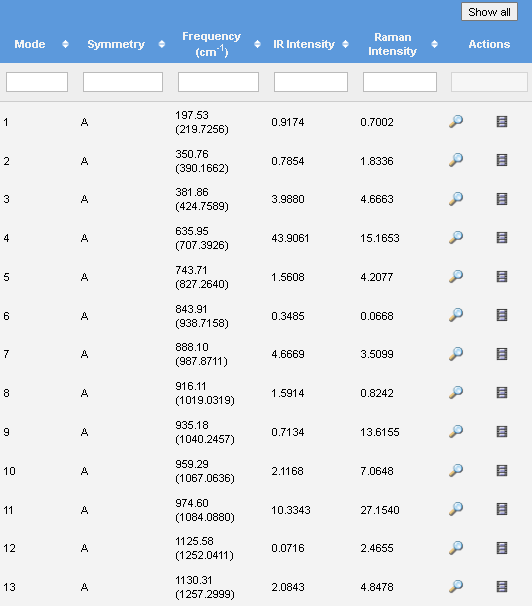 Show all
Mode Symmetry Frequency (cm-1) IR Intensity Raman Intensity Actions
1 A 197.53 0.9174 0.7002
(219.7256)
2 A 350.76 0.7854 1.8336
(390.1662)
3 A 381.86 3.9880 4.6663
(424.7589)
4 A 635.95 43.9061 15.1653
(707.3926)
5 A 743.71 1.5608 4.2077
(827.2640)
6 A 843.91 0.3485 0.0668
(938.7158)
7 A 888.10 4.6669 3.5099
(987.8711)
8 A 916.11 1.5914 0.8242
(1019.0319)
9 A 935.18 0.7134 13.6155
(1040.2457)
10 A 959.29 2.1168 7.0648
(1067.0636)
11 A 974.60 10.3343 27.1540
(1084.0880)
12 A 1125.58 0.0716 2.4655
(1252.0411)
13 A 1130.31 2.0843 4.8478
(1257.2999)